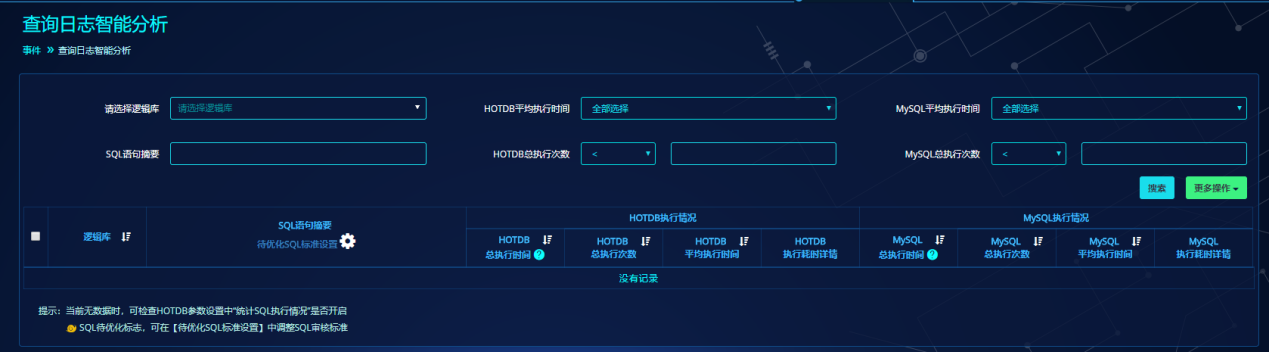 查询日志智能分析
事件 » 查询日志智能分析
请选择逻辑库 请选择逻辑库 HOTDB平均执行时间 全部选择 MySQL平均执行时间 全部选择
SQL语句摘要 HOTDB总执行次数 < MySQL总执行次数 <
搜索 更多操作
HOTDB执行情况 MySQL执行情况
逻辑库 SQL语句摘要
待优化SQL标准设置
HOTDB 总执行时间 ? HOTDB 总执行次数 HOTDB 平均执行时间 HOTDB 执行耗时详情 MySQL 总执行时间 ? MySQL 总执行次数 MySQL 平均执行时间 MySQL 执行耗时详情
没有记录
提示: 当前无数据时，可检查HOTDB参数设置中"统计SQL执行情况"是否开启
SQL待优化标志，可在【待优化SQL标准设置】中调整SQL审核标准